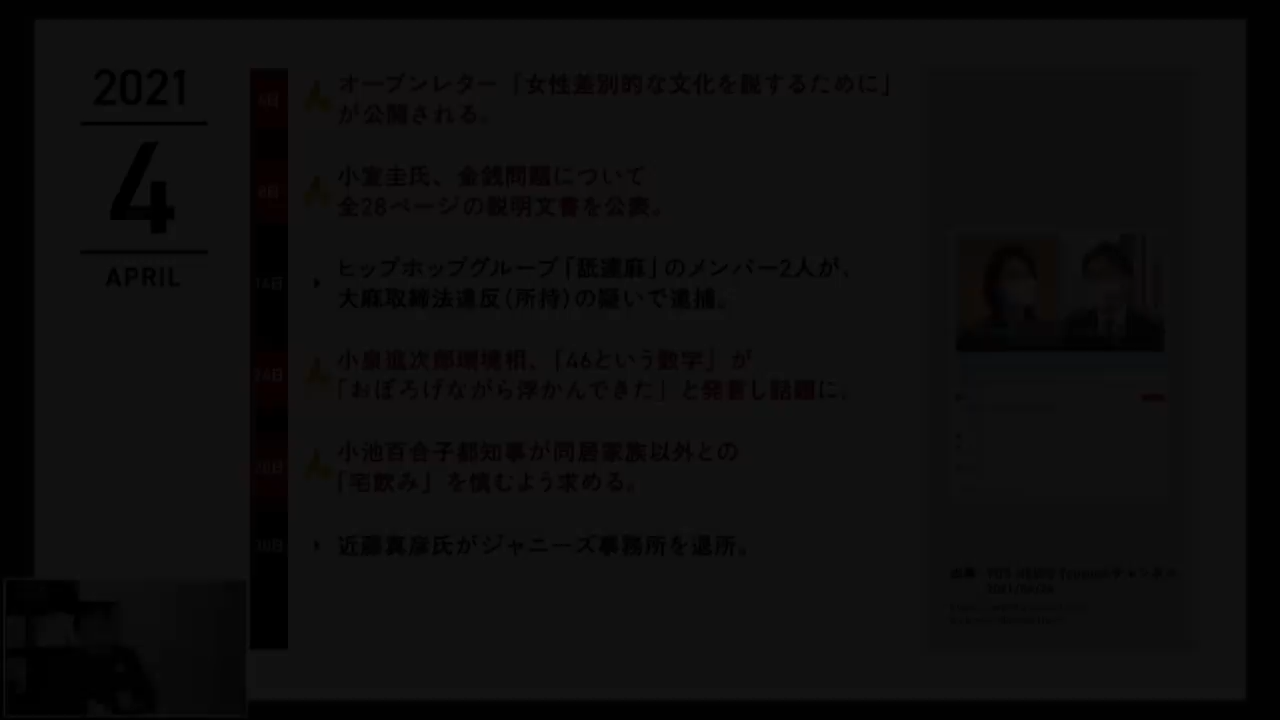 2021
4
APRIL
オープンレター「女性差別的な文化を脱するために」
が公開される。
小室圭氏、金銭問題について
全28ページの説明文書を公表。
ヒップホップグループ「舐達麻」のメンバー2人が、
大麻取締法違反(所持)の疑いで逮捕。
小泉進次郎環境相、「46という数字」が
「おぼろげながら浮かんできた」と発言し話題に。
小池百合子都知事が同居家族以外との
「宅飲み」を慎むよう求める。
近藤真彦氏がジャニーズ事務所を退所。